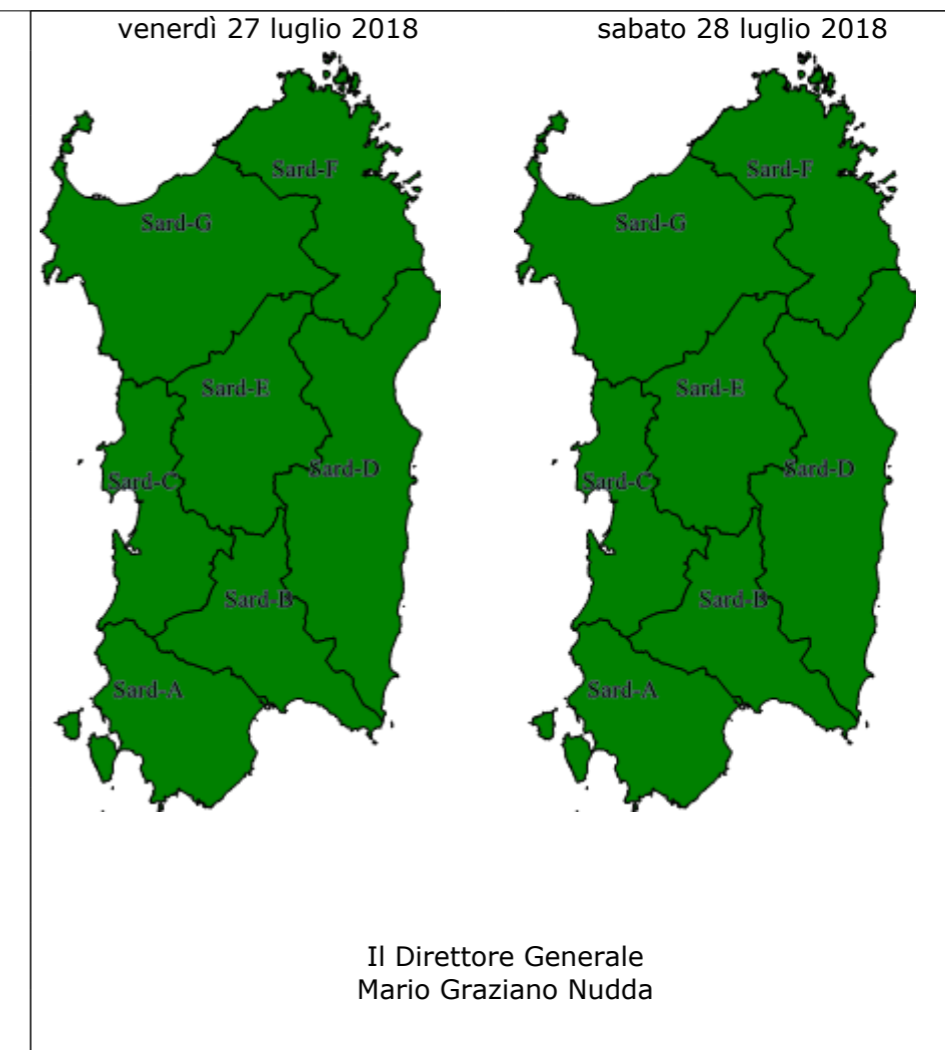 venerdì 27 luglio 2018
sabato 28 luglio 2018
Sard-F
Sard-G
Sard-E
Sard-D
Sard-C
Sard-B
Sard-A
Sard-F
Sard-G
Sard-E
Sard-D
Sard-C
Sard-B
Sard-A
Il Direttore Generale
Mario Graziano Nudda